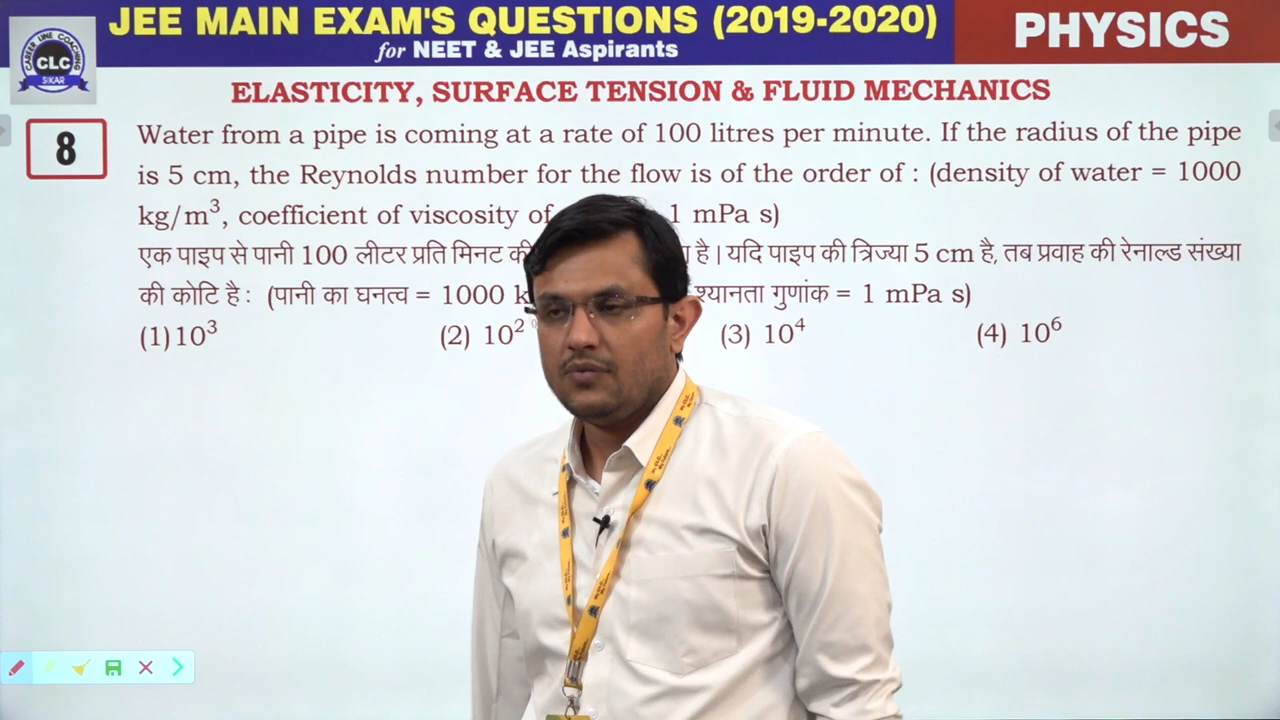 JEE MAIN EXAM'S QUESTIONS (2019-2020)
for NEET & JEE Aspirants
PHYSICS
CAREER LINE COACHING
CLC
SIKAR
ELASTICITY, SURFACE TENSION & FLUID MECHANICS
8
Water from a pipe is coming at a rate of 100 litres per minute. If the radius of the pipe
is 5 cm, the Reynolds number for the flow is of the order of : (density of water = 1000
kg/m³, coefficient of viscosity of 1 mPa s)
एक पाइप से पानी 100 लीटर प्रति मिनट की है। यदि पाइप की त्रिज्या 5 cm है, तब प्रवाह की रेनाल्ड संख्या
की कोटि है : (पानी का घनत्व = 1000 k श्यानता गुणांक = 1 mPa s)
(1) 10³ (2) 10² (3) 10⁴ (4) 10⁶